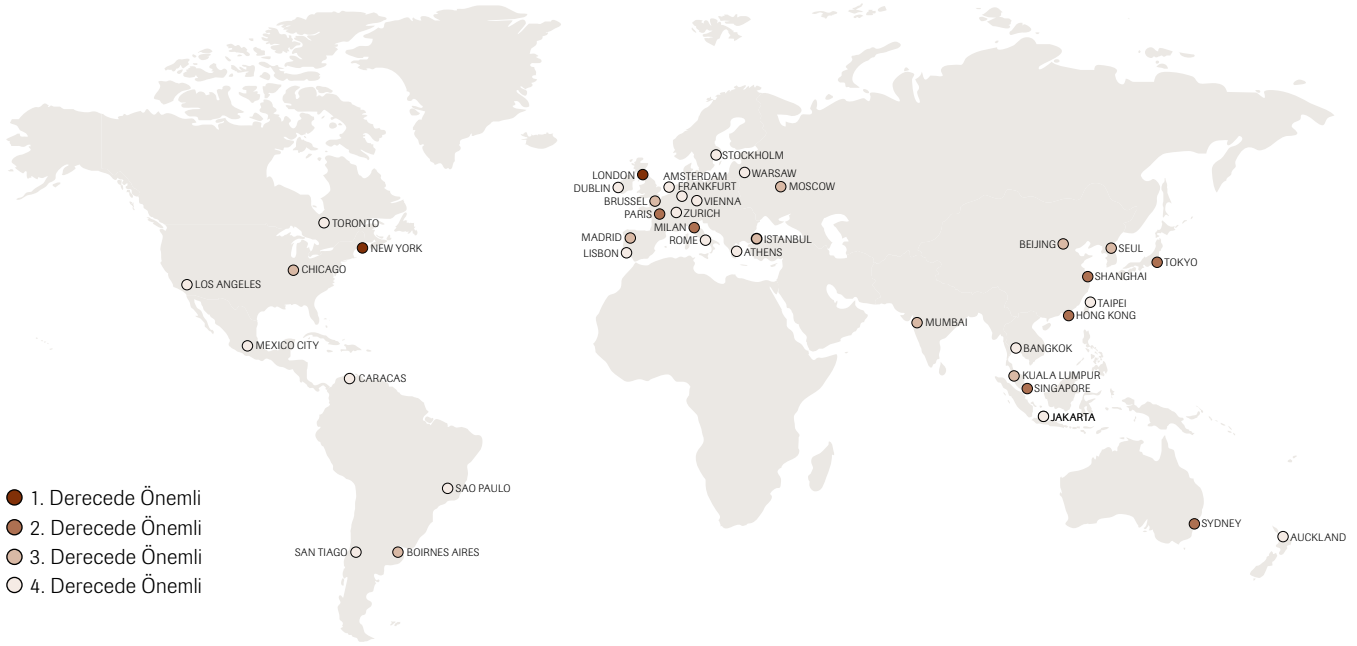 STOCKHOLM
LONDON
AMSTERDAM
WARSAW
DUBLIN
FRANKFURT
MOSCOW
BRUSSEL
VIENNA
PARIS
ZURICH
TORONTO
MILAN
MADRID
ROME
ISTANBUL
NEW YORK
BEIJING
SEUL
LISBON
ATHENS
TOKYO
CHICAGO
SHANGHAI
LOS ANGELES
TAIPEI
HONG KONG
MUMBAI
MEXICO CITY
BANGKOK
CARACAS
KUALA LUMPUR
SINGAPORE
JAKARTA
SAO PAULO
1. Derecede Önemli
2. Derecede Önemli
3. Derecede Önemli
4. Derecede Önemli
SYDNEY
AUCKLAND
SAN TIAGO
BOIRNES AIRES